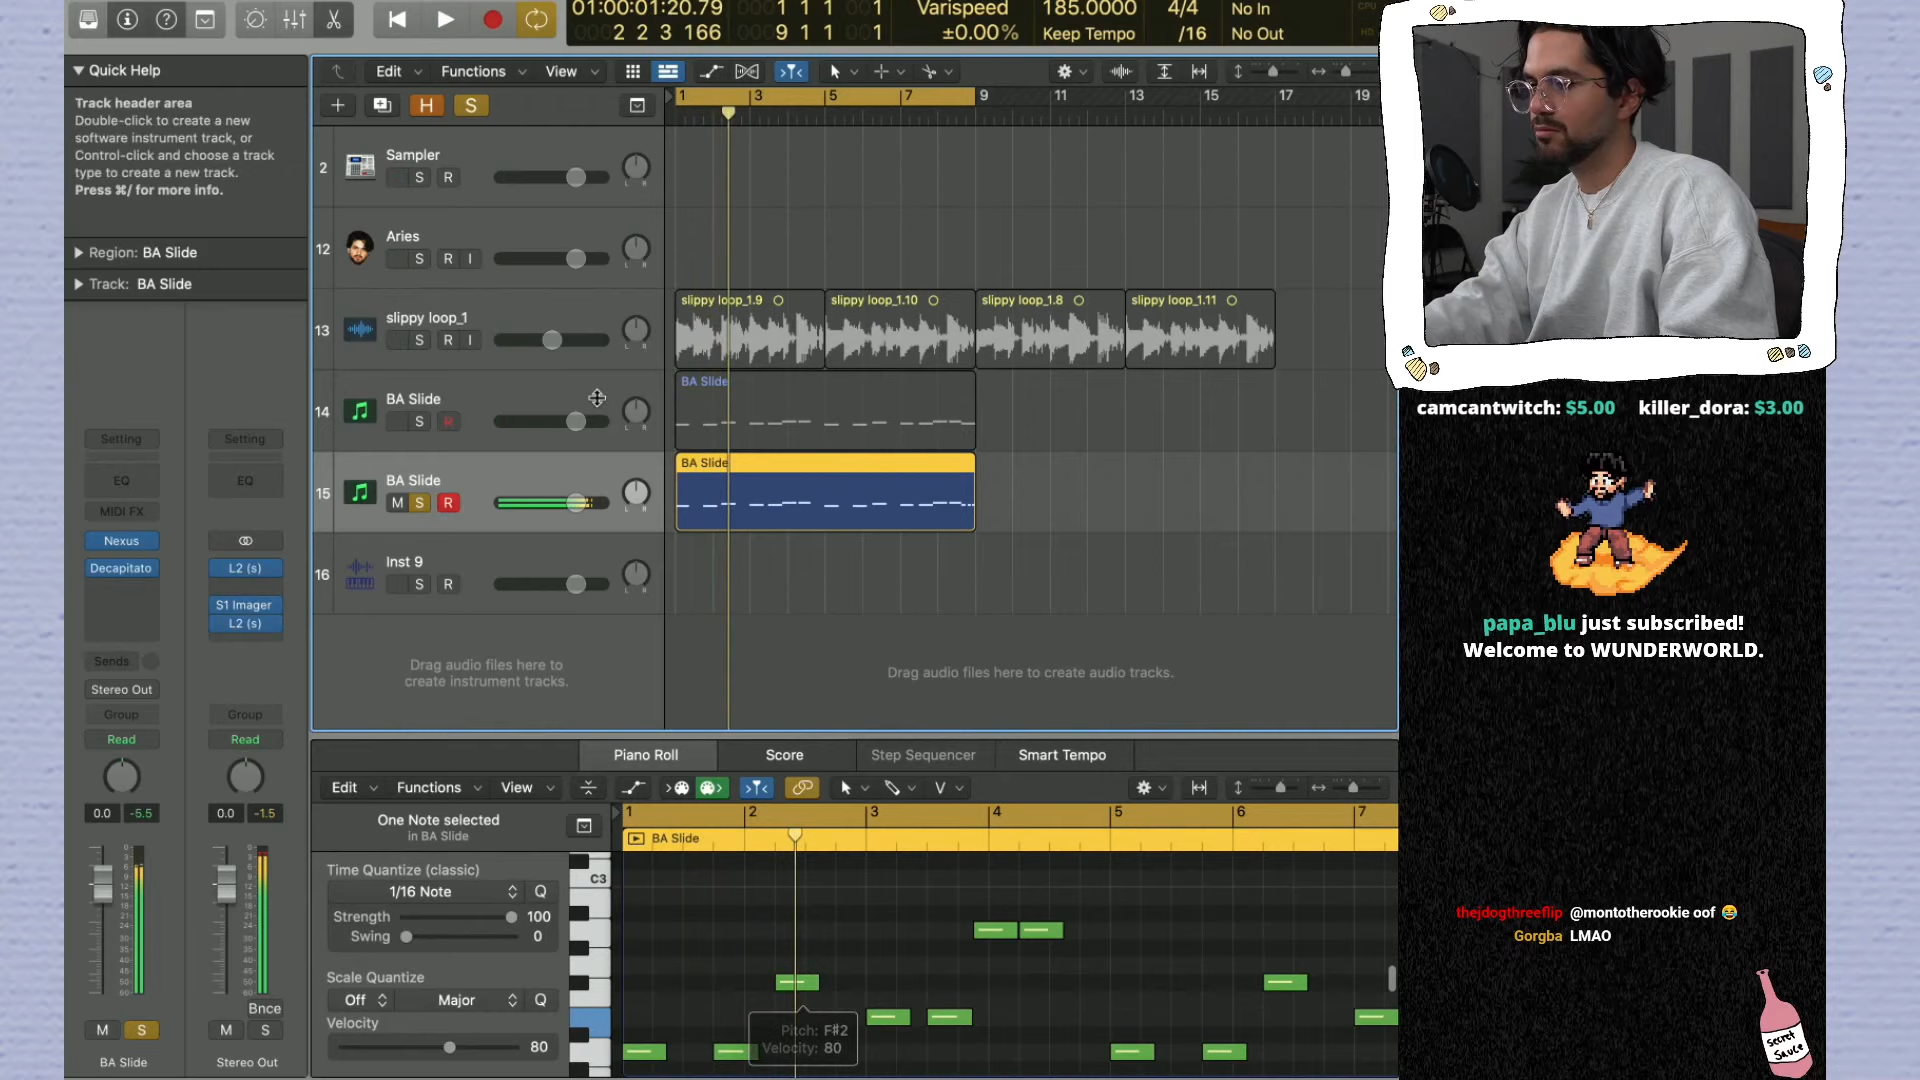 01:00:01:20.79
2 2 3 166
1 1 1 1
9 1 1 1
Varispeed
±0.00%
185.0000
Keep Tempo
4/4
/16
No In
No Out
CPU
HD
Quick Help
Track header area
Double-click to create a new
software instrument track, or
Control-click and choose a track
type to create a new track.
Press ⌘/ for more info.
Region: BA Slide
Track: BA Slide
Edit
Functions
View
H
S
1
3
5
7
9
11
13
15
17
19
2
Sampler
S
R
L R
12
Aries
S
R
I
L R
13
slippy loop_1
S
R
I
L R
slippy loop_1.9
slippy loop_1.10
slippy loop_1.8
slippy loop_1.11
14
BA Slide
S
R
L R
BA Slide
15
BA Slide
M
S
R
L R
BA Slide
16
Inst 9
S
R
L R
Drag audio files here to
create instrument tracks.
Drag audio files here to create audio tracks.
Setting
Setting
EQ
EQ
MIDI FX
Nexus
Decapitato
L2 (s)
S1 Imager
L2 (s)
Sends
Stereo Out
Group
Group
Read
Read
0.0
-5.5
0.0
-1.5
Bnce
M
S
M
S
BA Slide
Stereo Out
Piano Roll
Score
Step Sequencer
Smart Tempo
Edit
Functions
View
V
One Note selected
in BA Slide
1
2
3
4
5
6
7
BA Slide
Time Quantize (classic)
1/16 Note
Q
Strength
100
Swing
0
Scale Quantize
Off
Major
Q
Velocity
80
C3
Pitch: F#2
Velocity: 80
camcantwitch: $5.00
killer_dora: $3.00
papa_blu just subscribed!
Welcome to WUNDERWORLD.
thejdogthreeflip @montotherookie oof 😂
Gorgba LMAO
Secret
Sauce